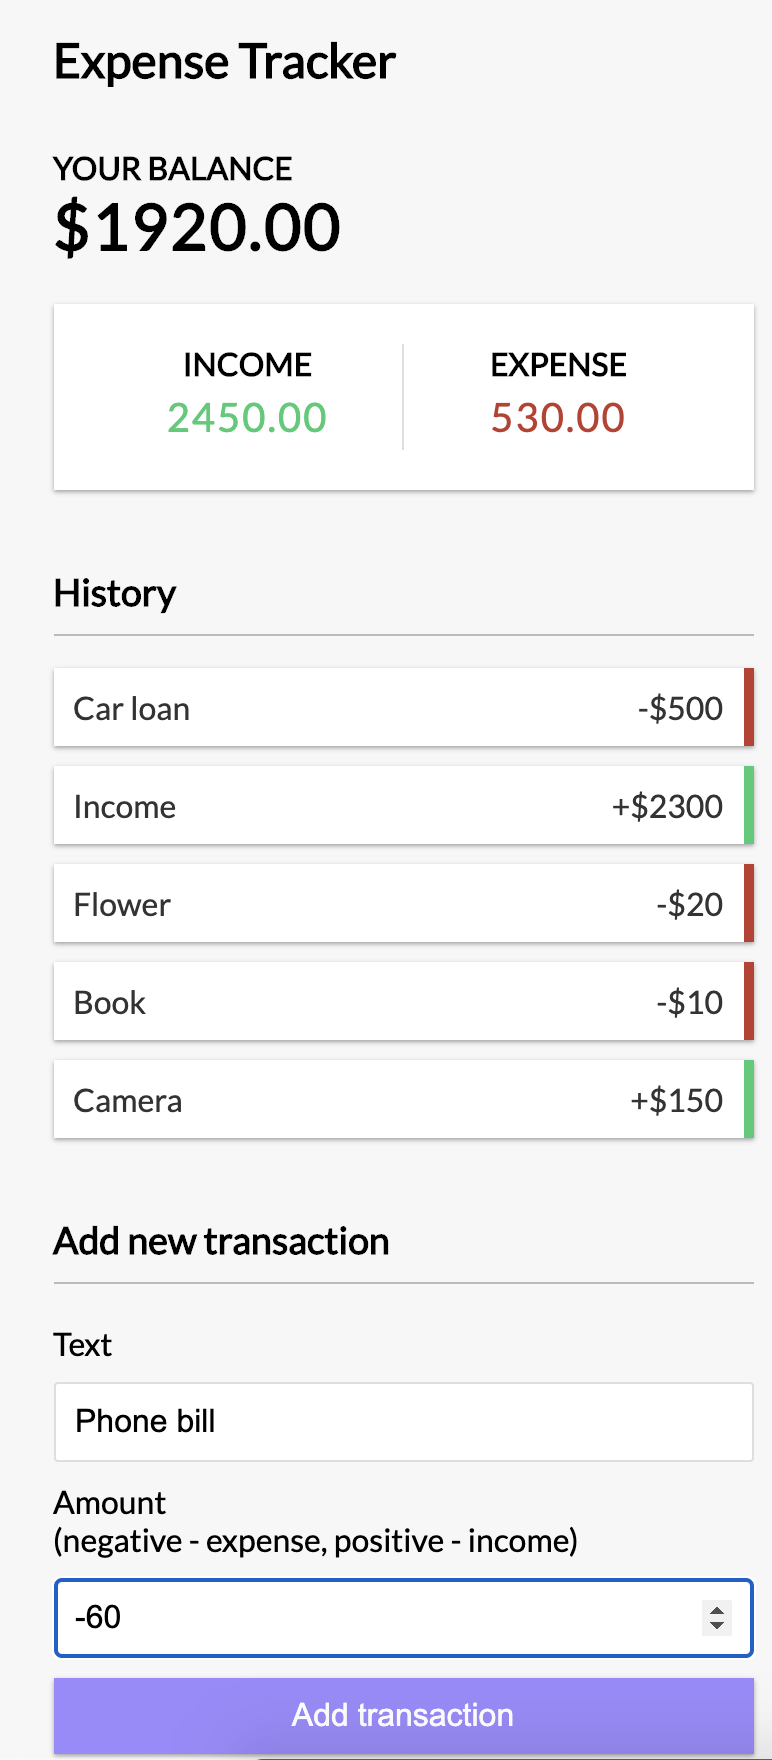 Expense Tracker
YOUR BALANCE
$1920.00
INCOME EXPENSE
2450.00 530.00
History
Car loan -$500
Income +$2300
Flower -$20
Book -$10
Camera +$150
Add new transaction
Text
Phone bill
Amount
(negative - expense, positive - income)
-60
Add transaction